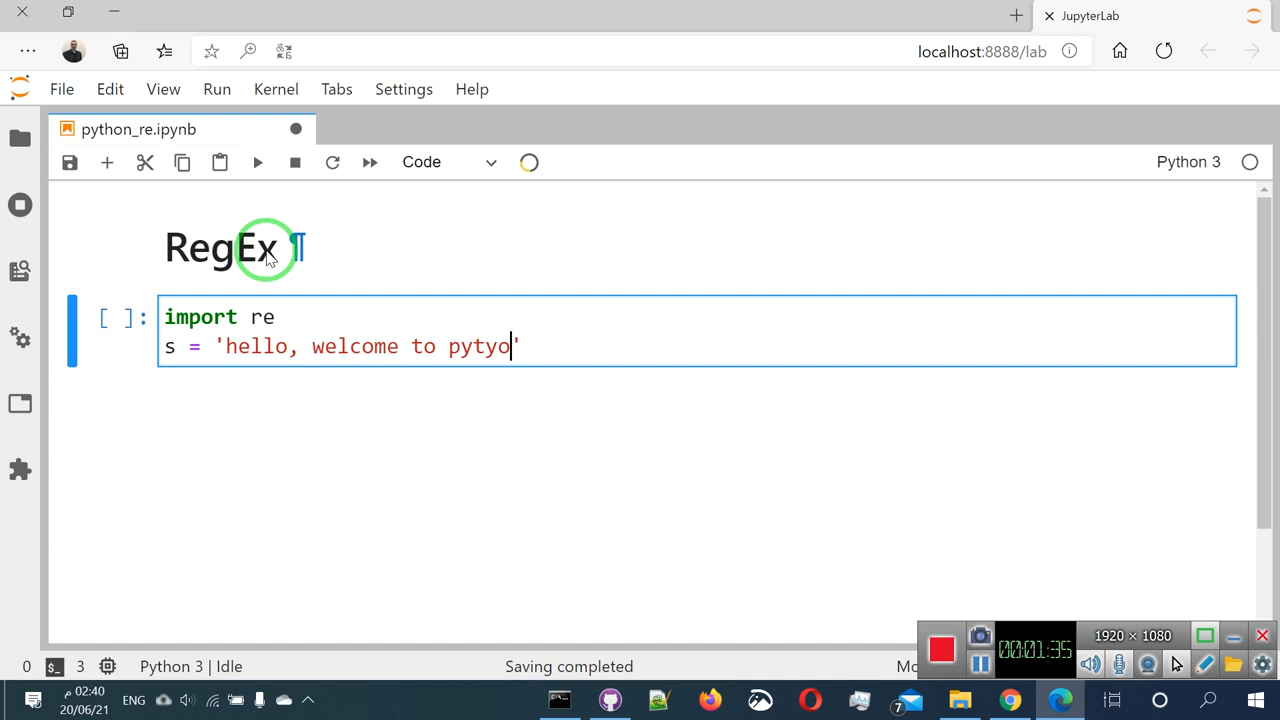 JupyterLab
localhost:8888/lab
File Edit View Run Kernel Tabs Settings Help
python_re.ipynb
Code
Python 3
RegEx ¶
[ ]: import re
s = 'hello, welcome to pytyo'
00:01:35
1920 × 1080
0 3 Python 3 | Idle Saving completed Mo
7
ENG
02:40 م
20/06/21